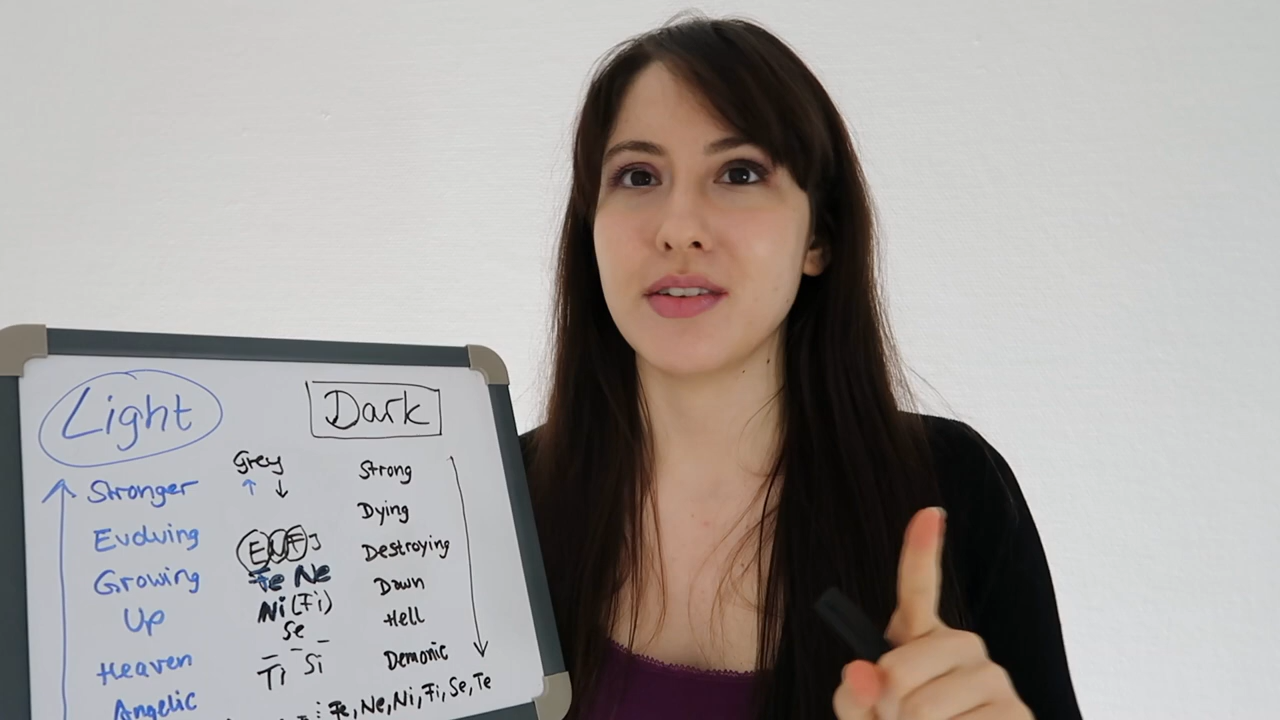 Light
Dark
Grey
↑ ↓
Stronger
Evolving
Growing
Up
Heaven
Angelic
ENFJ
Fe Ne
Ni (Fi)
Se
Ti Si
Strong
Dying
Destroying
Down
Hell
Demonic
: Fe, Ne, Ni, Fi, Se, Te